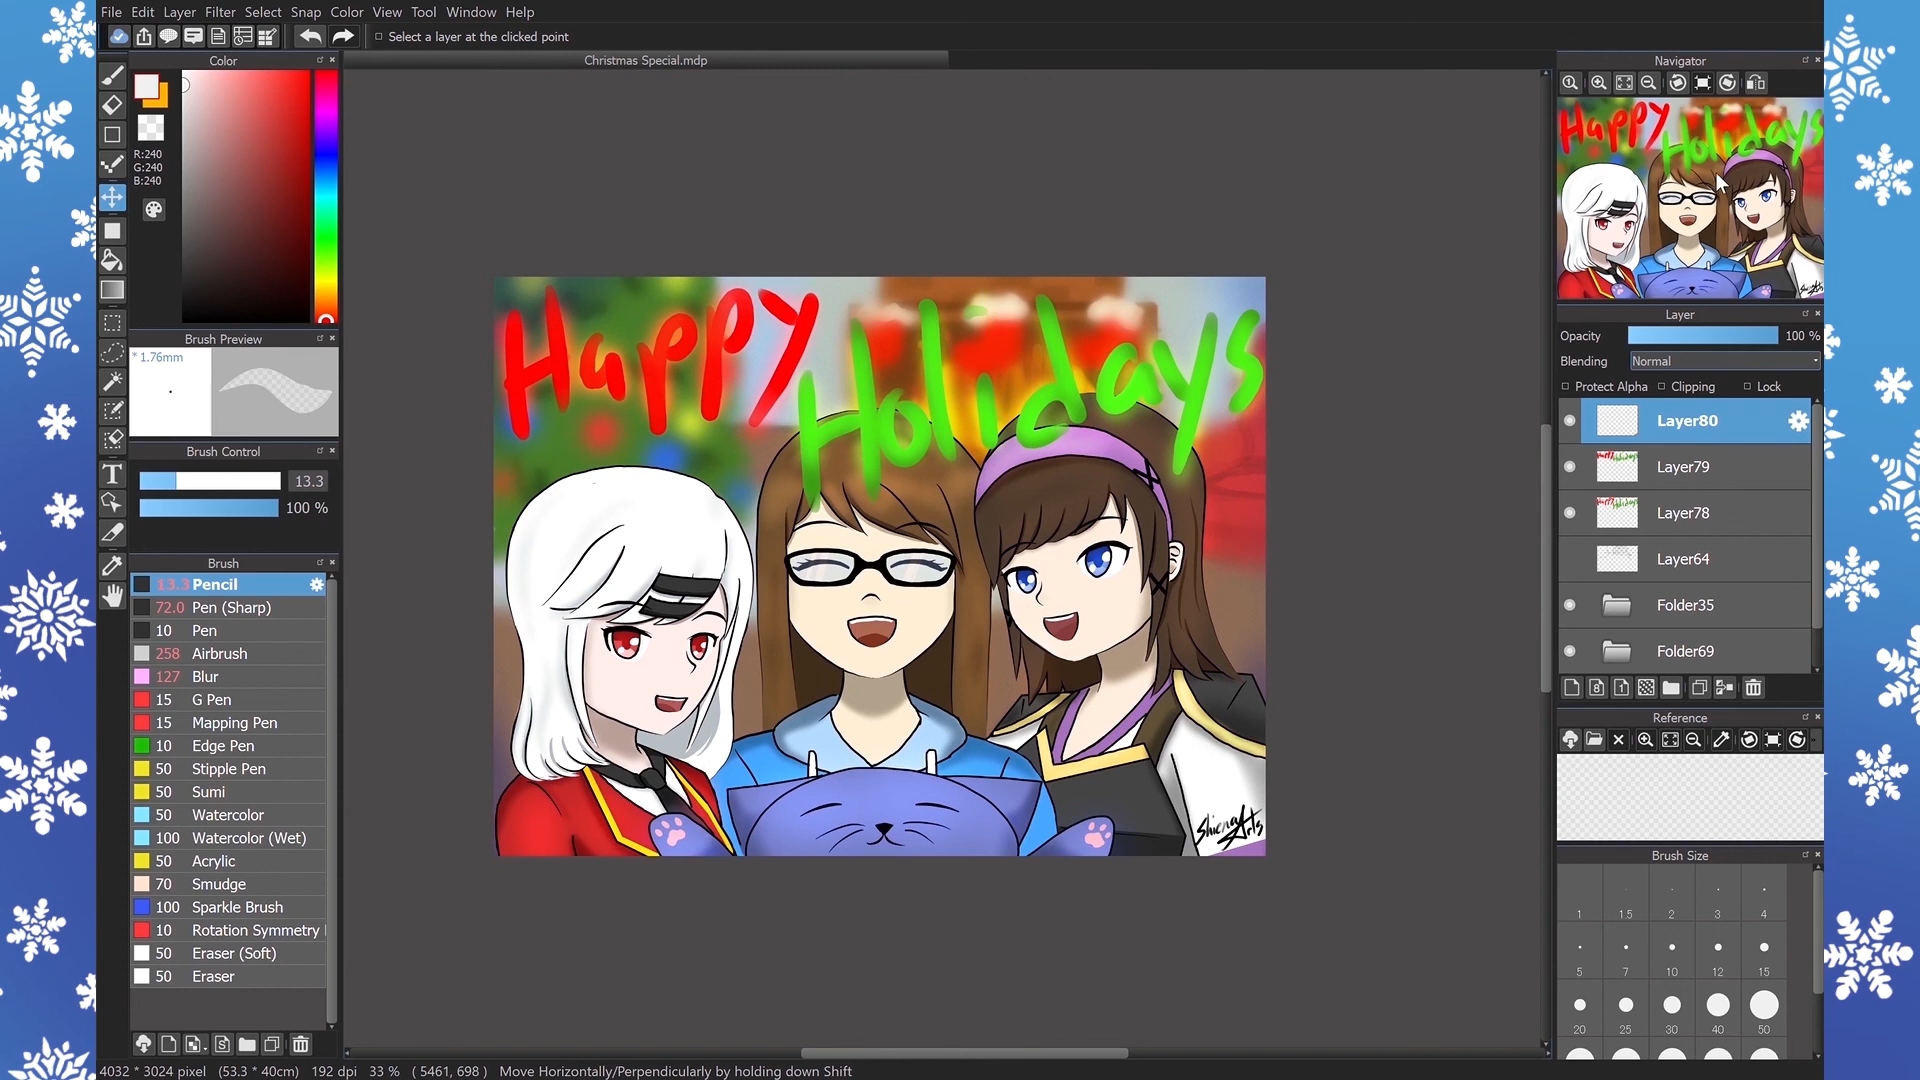 File Edit Layer Filter Select Snap Color View Tool Window Help
Select a layer at the clicked point
Color
R:240
G:240
B:240
Brush Preview
* 1.76mm
Brush Control
13.3
100 %
Brush
13.3 Pencil
72.0 Pen (Sharp)
10 Pen
258 Airbrush
127 Blur
15 G Pen
15 Mapping Pen
10 Edge Pen
50 Stipple Pen
50 Sumi
50 Watercolor
100 Watercolor (Wet)
50 Acrylic
70 Smudge
100 Sparkle Brush
10 Rotation Symmetry
50 Eraser (Soft)
50 Eraser
Christmas Special.mdp
Happy
Holidays
Shiena Arts
Navigator
Happy
Holidays
Layer
Opacity 100 %
Blending Normal
Protect Alpha Clipping Lock
Layer80
Layer79
Layer78
Layer64
Folder35
Folder69
Reference
Brush Size
1 1.5 2 3 4
5 7 10 12 15
20 25 30 40 50
4032 * 3024 pixel (53.3 * 40cm) 192 dpi 33 % ( 5461, 698 ) Move Horizontally/Perpendicularly by holding down Shift